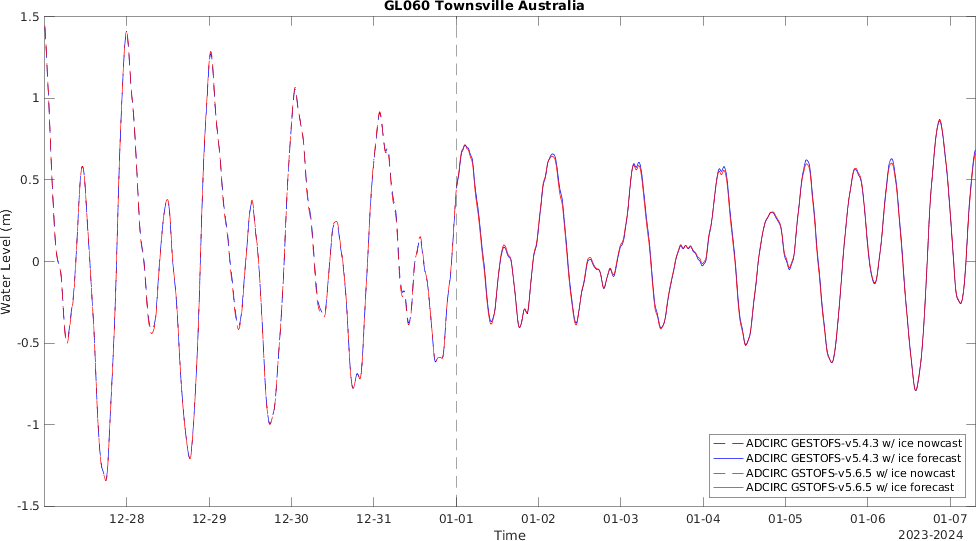 GL060 Townsville Australia
1.5
1
0.5
0
-0.5
-1
-1.5
Water Level (m)
ADCIRC GESTOFS-v5.4.3 w/ ice nowcast
ADCIRC GESTOFS-v5.4.3 w/ ice forecast
ADCIRC GSTOFS-v5.6.5 w/ ice nowcast
ADCIRC GSTOFS-v5.6.5 w/ ice forecast
12-28 12-29 12-30 12-31 01-01 01-02 01-03 01-04 01-05 01-06 01-07
Time
2023-2024